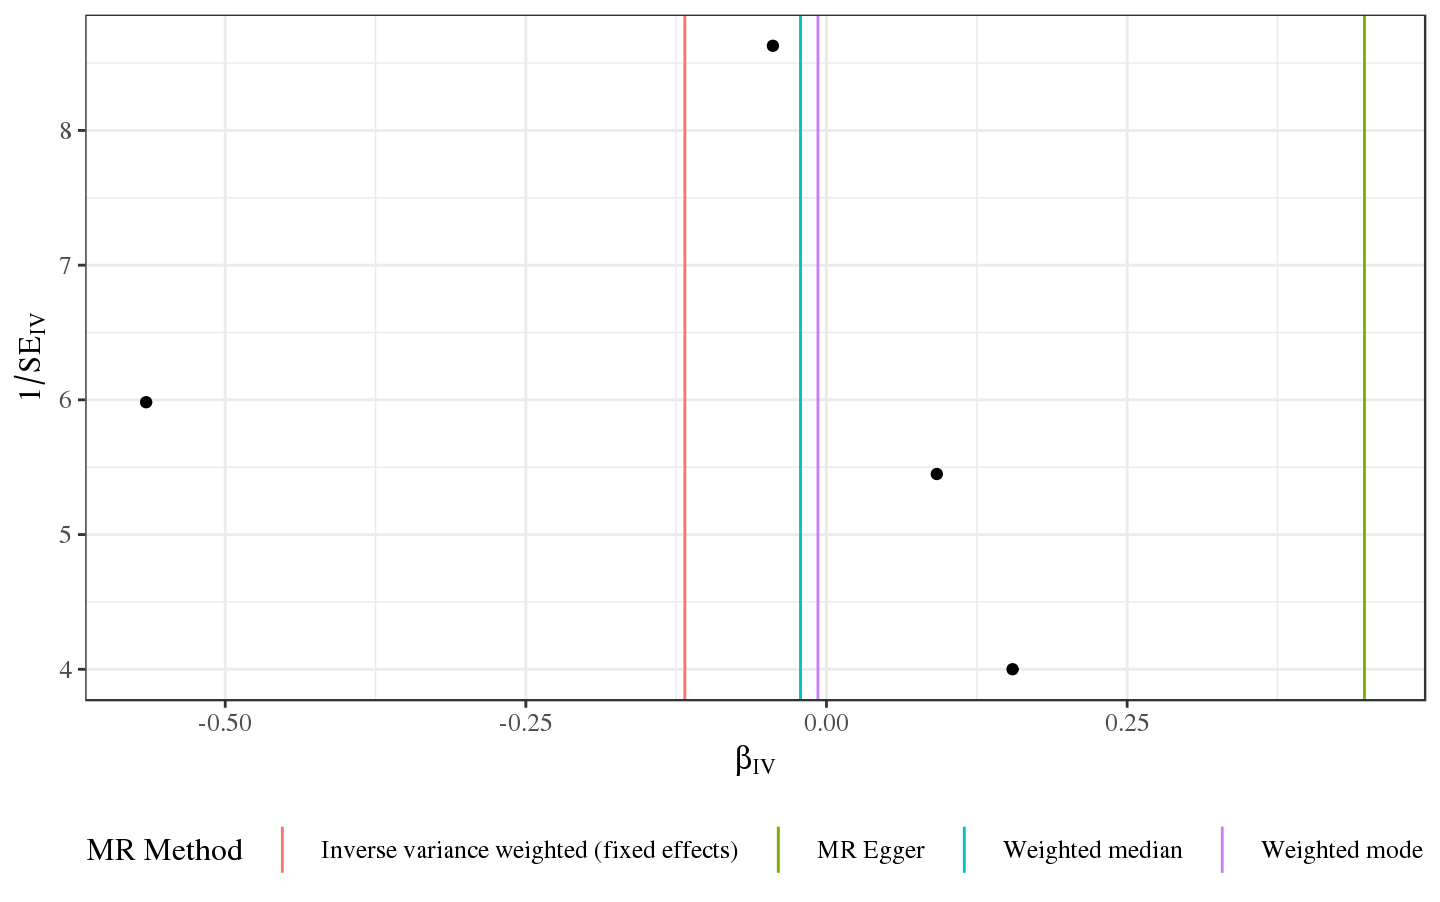 8
7
6
5
4
1/SE_IV
-0.50 -0.25 0.00 0.25
β_IV
MR Method Inverse variance weighted (fixed effects) MR Egger Weighted median Weighted mode